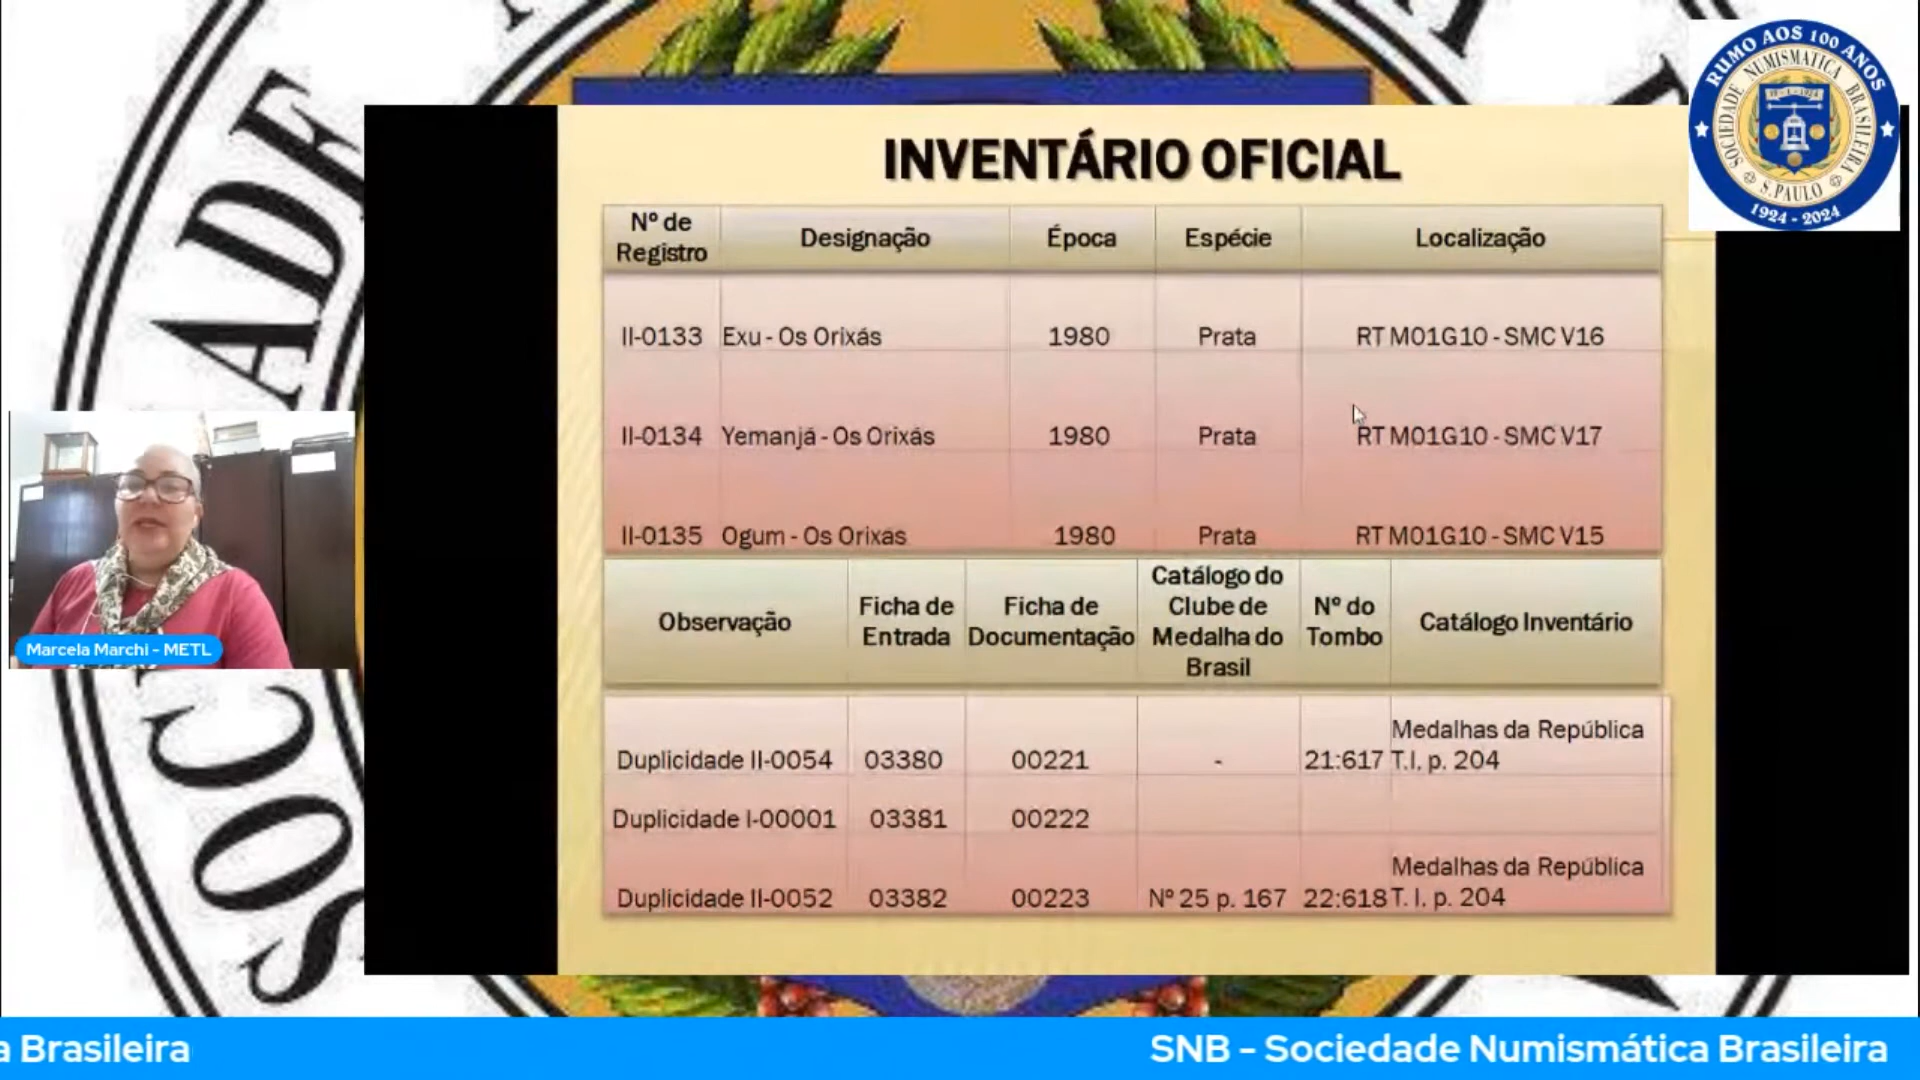 RUMO AOS 100 ANOS
SOCIEDADE NUMISMÁTICA BRASILEIRA
S. PAULO
1924 - 2024
INVENTÁRIO OFICIAL
Nº de Registro Designação Época Espécie Localização
II-0133 Exu - Os Orixás 1980 Prata RT M01G10 - SMC V16
II-0134 Yemanjá - Os Orixás 1980 Prata RT M01G10 - SMC V17
II-0135 Ogum - Os Orixás 1980 Prata RT M01G10 - SMC V15
Observação Ficha de Entrada Ficha de Documentação Catálogo do Clube de Medalha do Brasil Nº do Tombo Catálogo Inventário
Duplicidade II-0054 03380 00221 - 21:617 Medalhas da República T.I. p. 204
Duplicidade I-00001 03381 00222
Duplicidade II-0052 03382 00223 Nº 25 p. 167 22:618 Medalhas da República T. I. p. 204
Marcela Marchi - METL
ADE
SOC
a Brasileira
SNB - Sociedade Numismática Brasileira